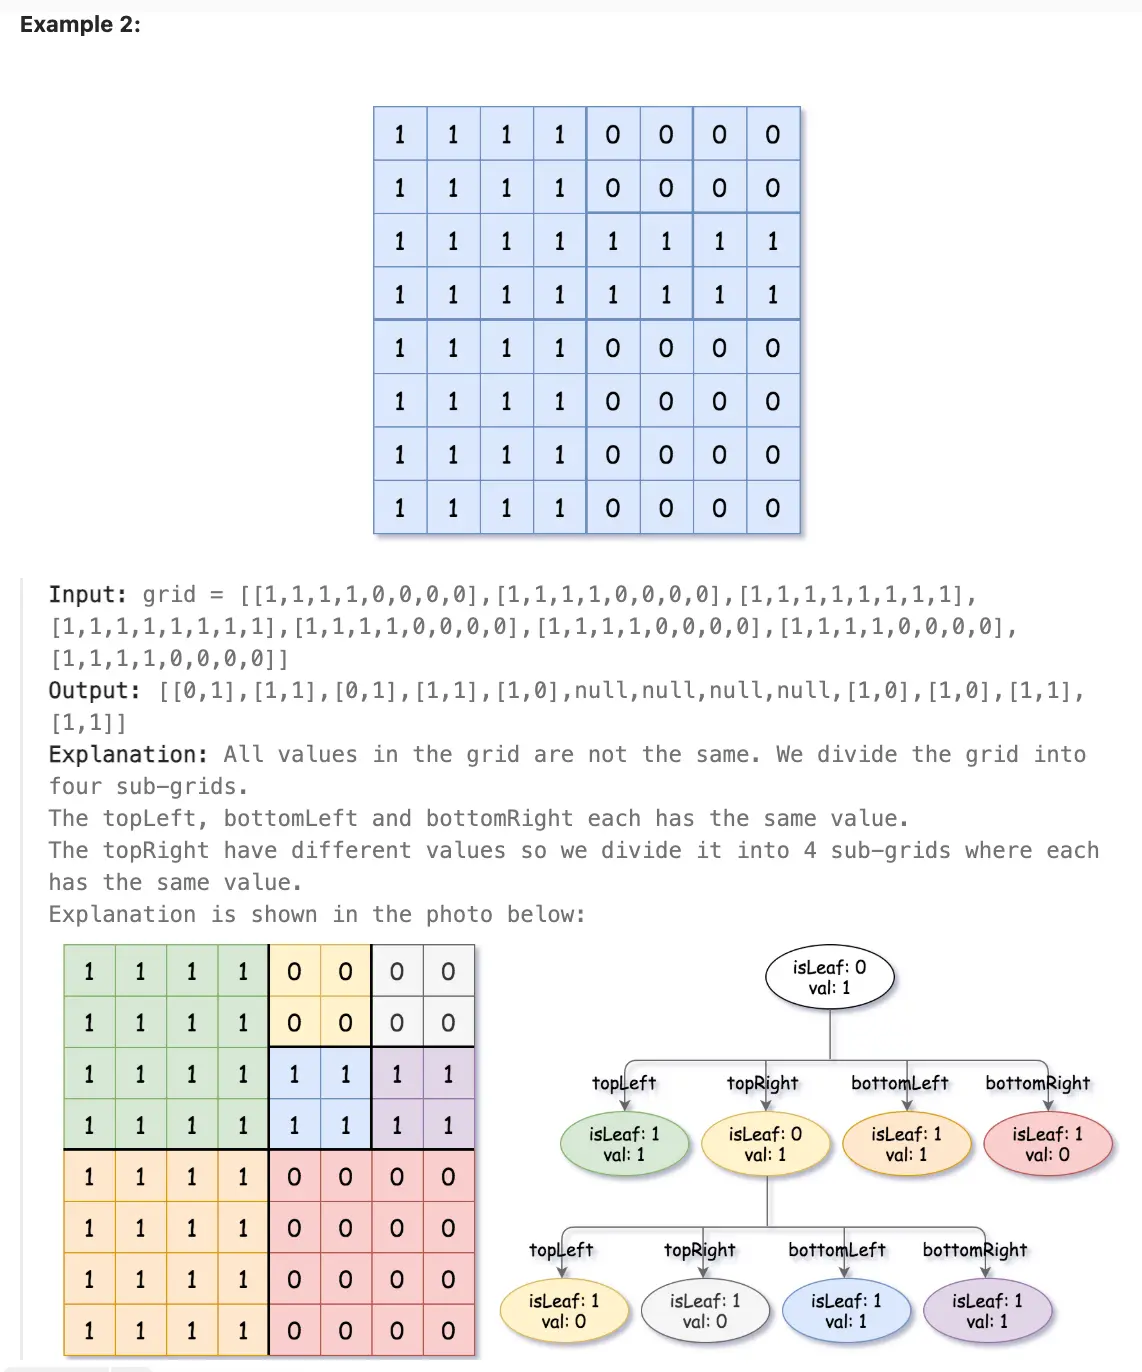 Example 2:
1 1 1 1 0 0 0 0
1 1 1 1 0 0 0 0
1 1 1 1 1 1 1 1
1 1 1 1 1 1 1 1
1 1 1 1 0 0 0 0
1 1 1 1 0 0 0 0
1 1 1 1 0 0 0 0
1 1 1 1 0 0 0 0
Input: grid = [[1,1,1,1,0,0,0,0],[1,1,1,1,0,0,0,0],[1,1,1,1,1,1,1,1],
[1,1,1,1,1,1,1,1],[1,1,1,1,0,0,0,0],[1,1,1,1,0,0,0,0],[1,1,1,1,0,0,0,0],
[1,1,1,1,0,0,0,0]]
Output: [[0,1],[1,1],[0,1],[1,1],[1,0],null,null,null,null,[1,0],[1,0],[1,1],
[1,1]]
Explanation: All values in the grid are not the same. We divide the grid into
four sub-grids.
The topLeft, bottomLeft and bottomRight each has the same value.
The topRight have different values so we divide it into 4 sub-grids where each
has the same value.
Explanation is shown in the photo below:
1 1 1 1 0 0 0 0
1 1 1 1 0 0 0 0
1 1 1 1 1 1 1 1
1 1 1 1 1 1 1 1
1 1 1 1 0 0 0 0
1 1 1 1 0 0 0 0
1 1 1 1 0 0 0 0
1 1 1 1 0 0 0 0
isLeaf: 0
val: 1
topLeft topRight bottomLeft bottomRight
isLeaf: 1 isLeaf: 0 isLeaf: 1 isLeaf: 1
val: 1 val: 1 val: 1 val: 0
topLeft topRight bottomLeft bottomRight
isLeaf: 1 isLeaf: 1 isLeaf: 1 isLeaf: 1
val: 0 val: 0 val: 1 val: 1